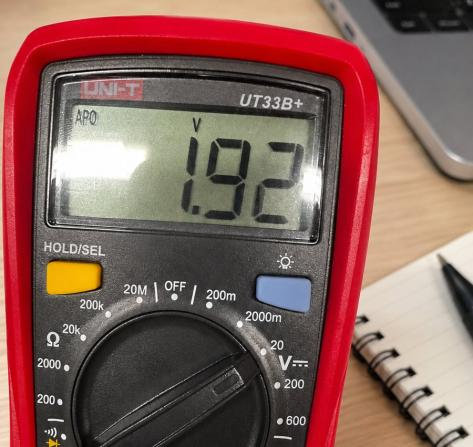 UNI-T
UT33B+
APO
V
1.92
HOLD/SEL
20M OFF 200m
200k 2000m
20k 20
Ω V
2000 200
200 600